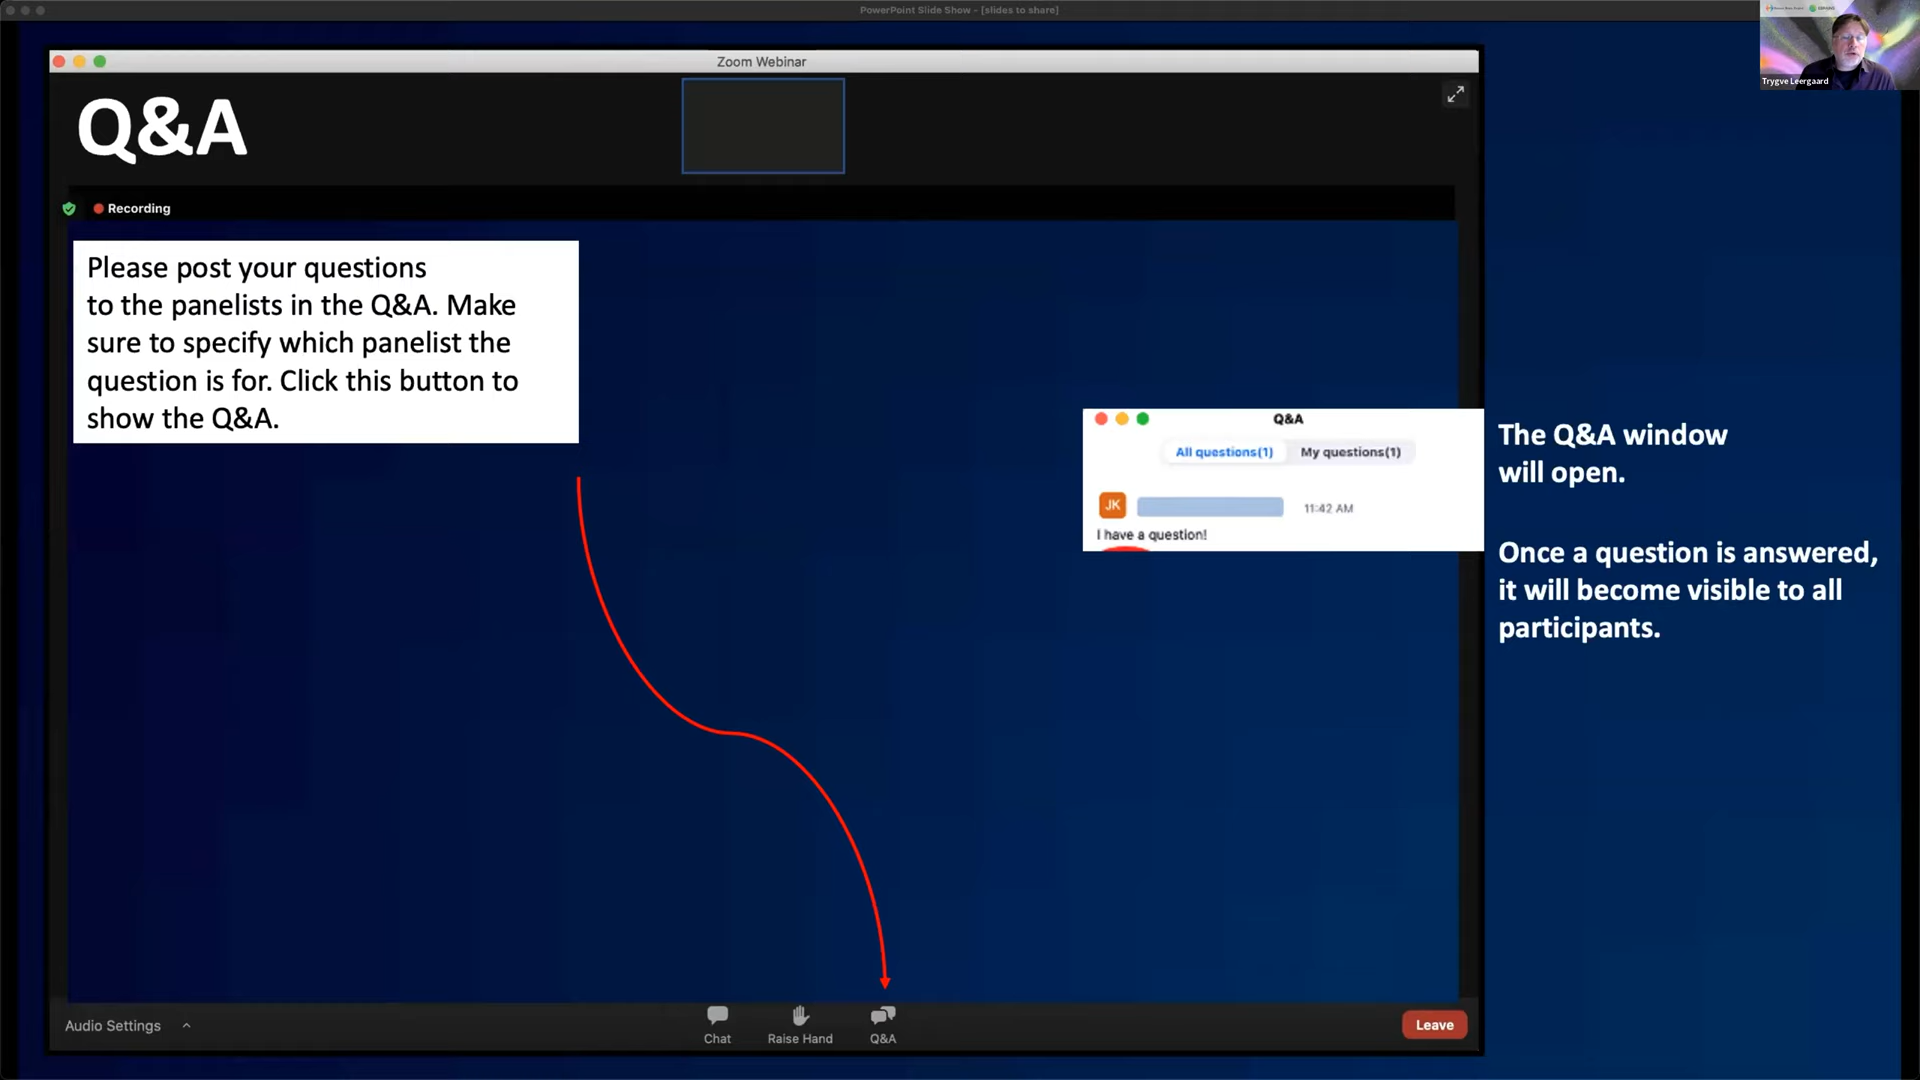 PowerPoint Slide Show - [slides to share]
Trygve Leergaard
Zoom Webinar
Q&A
Recording
Please post your questions
to the panelists in the Q&A. Make
sure to specify which panelist the
question is for. Click this button to
show the Q&A.
Q&A
All questions(1) My questions(1)
JK 11:42 AM
I have a question!
The Q&A window
will open.
Once a question is answered,
it will become visible to all
participants.
Audio Settings
Chat
Raise Hand
Q&A
Leave